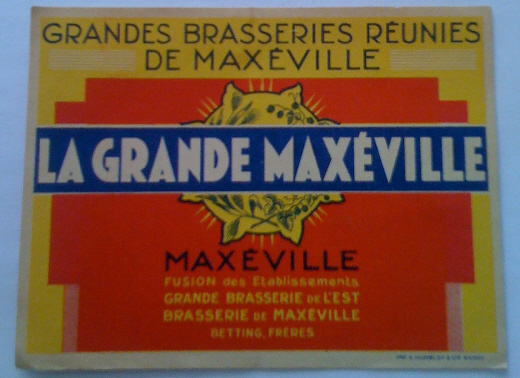 GRANDES BRASSERIES RÉUNIES
DE MAXÉVILLE
LA GRANDE MAXÉVILLE
MAXÉVILLE
FUSION des Etablissements
GRANDE BRASSERIE DE L'EST
BRASSERIE DE MAXÉVILLE
BETTING, FRÈRES